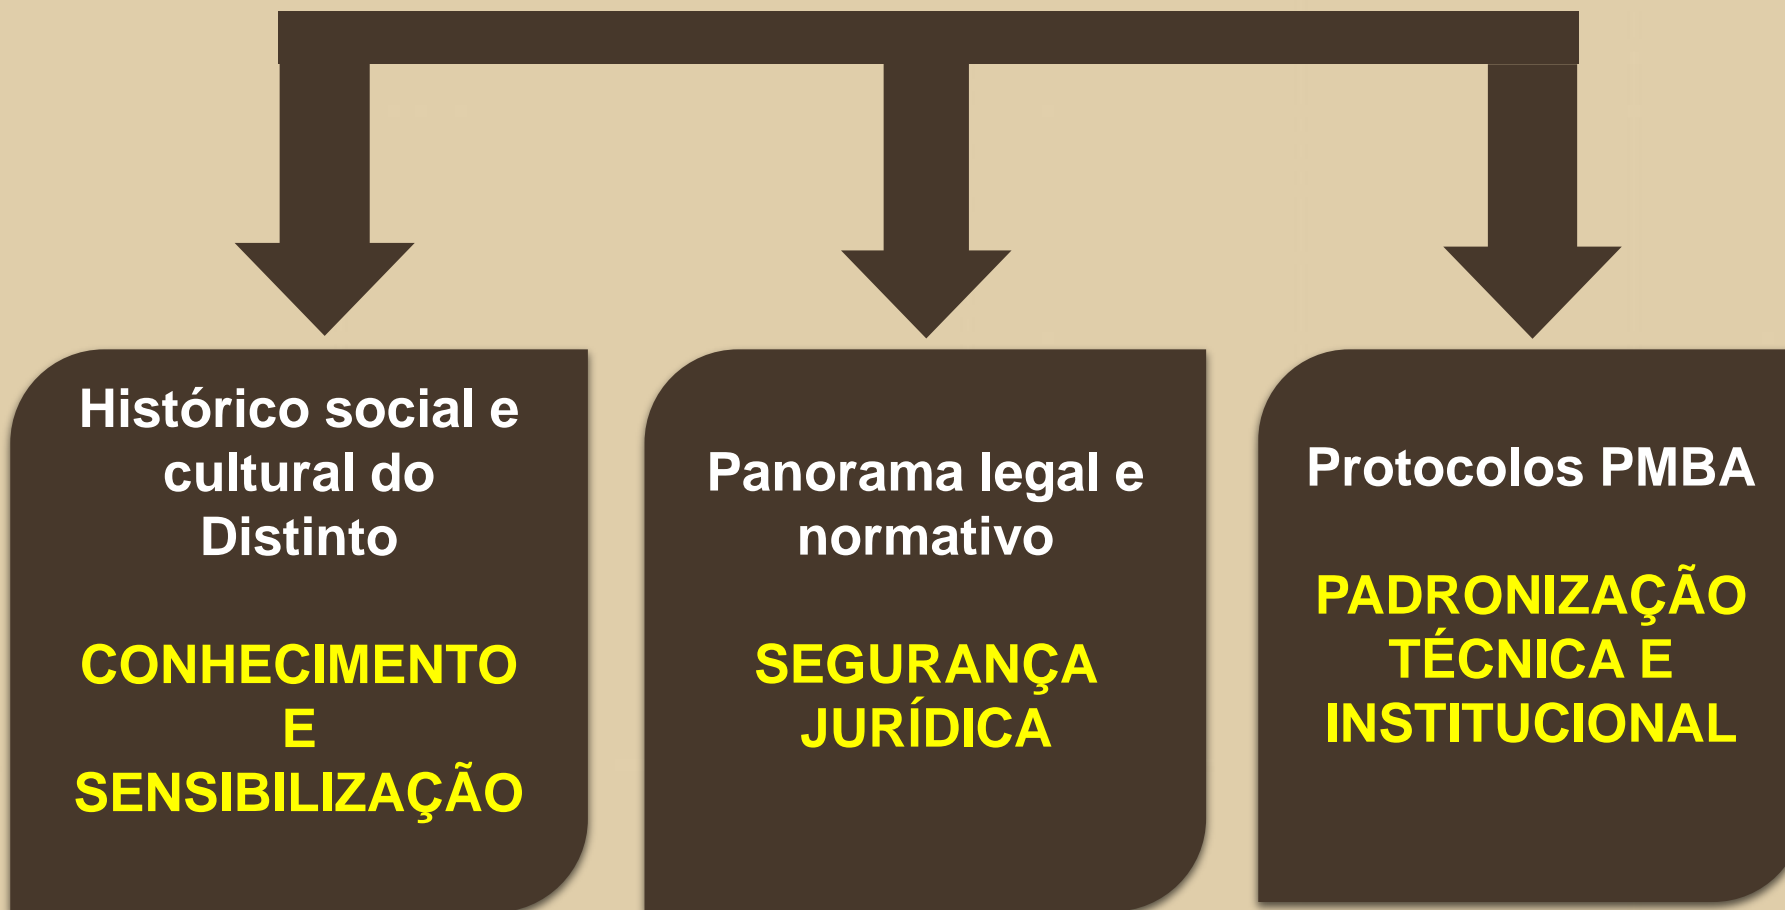 Histórico social e
cultural do
Distinto
CONHECIMENTO
E
SENSIBILIZAÇÃO
Panorama legal e
normativo
SEGURANÇA
JURÍDICA
Protocolos PMBA
PADRONIZAÇÃO
TÉCNICA E
INSTITUCIONAL